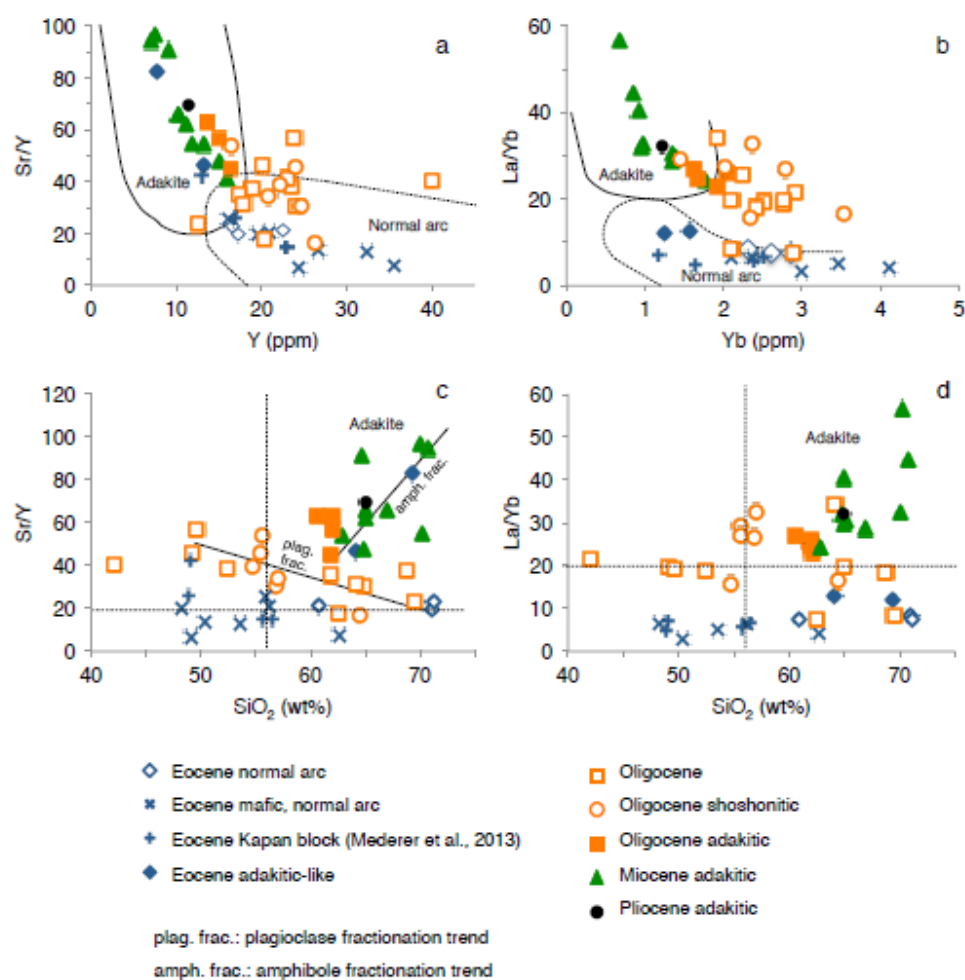 a
100
80
60
40
20
0
Sr/Y
Adakite
Normal arc
0 10 20 30 40
Y (ppm)
b
60
40
20
0
La/Yb
Adakite
Normal arc
0 1 2 3 4 5
Yb (ppm)
c
120
100
80
60
40
20
0
Sr/Y
Adakite
amph. frac.
plag. frac.
40 50 60 70
SiO₂ (wt%)
d
60
50
40
30
20
10
0
La/Yb
Adakite
40 50 60 70
SiO₂ (wt%)
Eocene normal arc
Eocene mafic, normal arc
Eocene Kapan block (Mederer et al., 2013)
Eocene adakitic-like
Oligocene
Oligocene shoshonitic
Oligocene adakitic
Miocene adakitic
Pliocene adakitic
plag. frac.: plagioclase fractionation trend
amph. frac.: amphibole fractionation trend